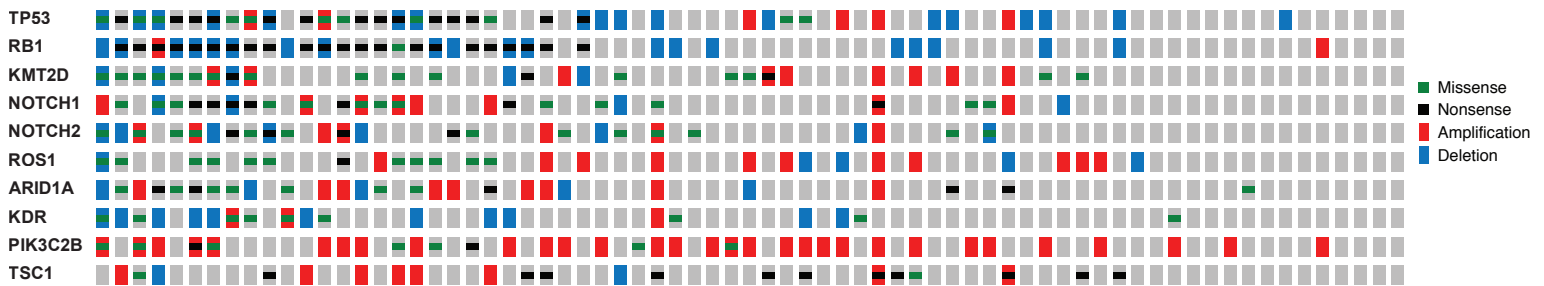 TP53
RB1
KMT2D
NOTCH1
NOTCH2
ROS1
ARID1A
KDR
PIK3C2B
TSC1
Missense
Nonsense
Amplification
Deletion